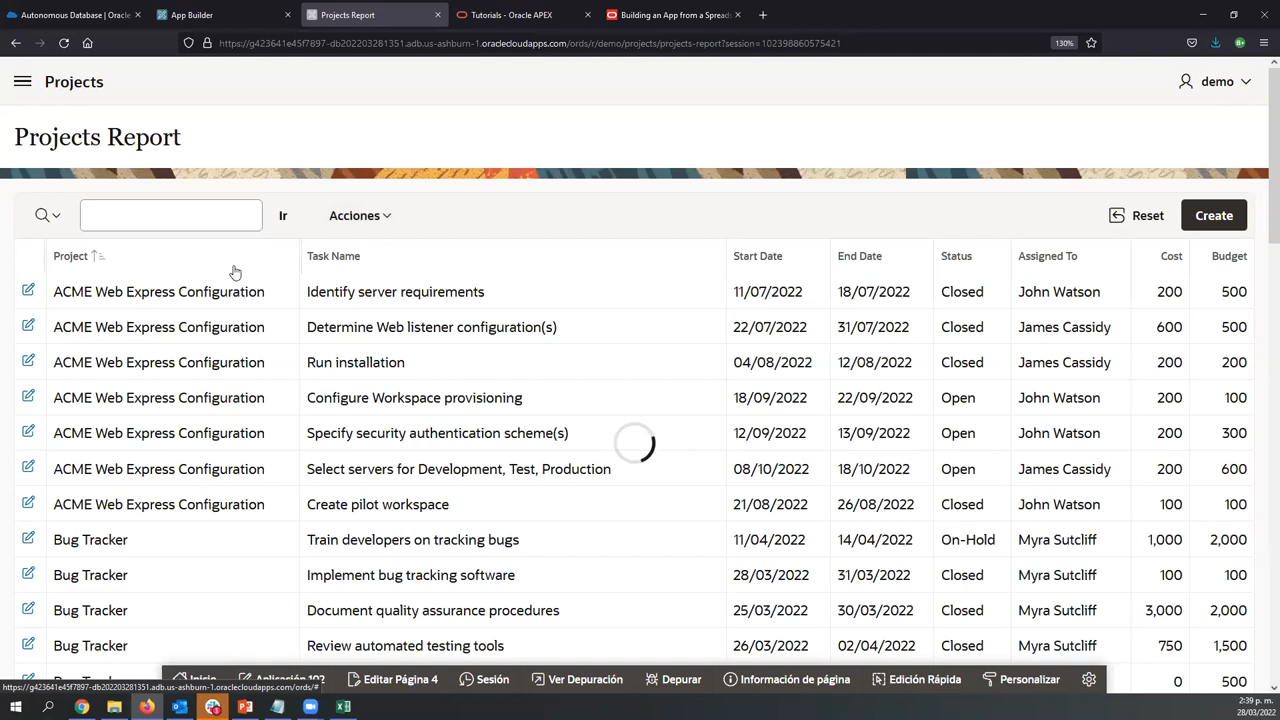 Autonomous Database | Oracle
App Builder
Projects Report
Tutorials - Oracle APEX
Building an App from a Spreads
https://g423641e45f7897-db202203281351.adb.us-ashburn-1.oraclecloudapps.com/ords/r/demo/projects/projects-report?session=102398860575421
130%
Projects
demo
Projects Report
Ir
Acciones
Reset
Create
Project Task Name Start Date End Date Status Assigned To Cost Budget
ACME Web Express Configuration Identify server requirements 11/07/2022 18/07/2022 Closed John Watson 200 500
ACME Web Express Configuration Determine Web listener configuration(s) 22/07/2022 31/07/2022 Closed James Cassidy 600 500
ACME Web Express Configuration Run installation 04/08/2022 12/08/2022 Closed James Cassidy 200 200
ACME Web Express Configuration Configure Workspace provisioning 18/09/2022 22/09/2022 Open John Watson 200 100
ACME Web Express Configuration Specify security authentication scheme(s) 12/09/2022 13/09/2022 Open John Watson 200 300
ACME Web Express Configuration Select servers for Development, Test, Production 08/10/2022 18/10/2022 Open James Cassidy 200 600
ACME Web Express Configuration Create pilot workspace 21/08/2022 26/08/2022 Closed John Watson 100 100
Bug Tracker Train developers on tracking bugs 11/04/2022 14/04/2022 On-Hold Myra Sutcliff 1,000 2,000
Bug Tracker Implement bug tracking software 28/03/2022 31/03/2022 Closed Myra Sutcliff 100 100
Bug Tracker Document quality assurance procedures 25/03/2022 30/03/2022 Closed Myra Sutcliff 3,000 2,000
Bug Tracker Review automated testing tools 26/03/2022 02/04/2022 Closed Myra Sutcliff 750 1,500
0 500
Inicio Aplicación 102 Editar Página 4 Sesión Ver Depuración Depurar Información de página Edición Rápida Personalizar
https://g423641e45f7897-db202203281351.adb.us-ashburn-1.oraclecloudapps.com/ords/#
2:39 p. m.
28/03/2022